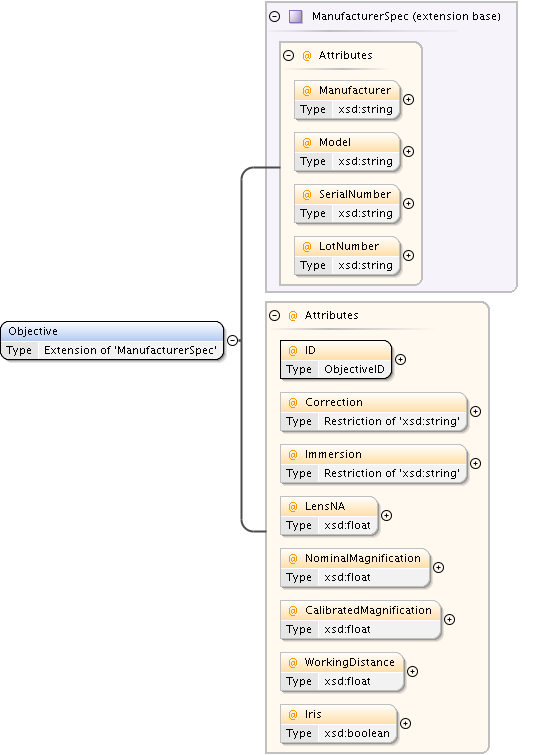 ManufacturerSpec (extension base)
@ Attributes
@ Manufacturer
Type xsd:string
@ Model
Type xsd:string
@ SerialNumber
Type xsd:string
@ LotNumber
Type xsd:string
Objective
Type Extension of 'ManufacturerSpec'
@ Attributes
@ ID
Type ObjectiveID
@ Correction
Type Restriction of 'xsd:string'
@ Immersion
Type Restriction of 'xsd:string'
@ LensNA
Type xsd:float
@ NominalMagnification
Type xsd:float
@ CalibratedMagnification
Type xsd:float
@ WorkingDistance
Type xsd:float
@ Iris
Type xsd:boolean